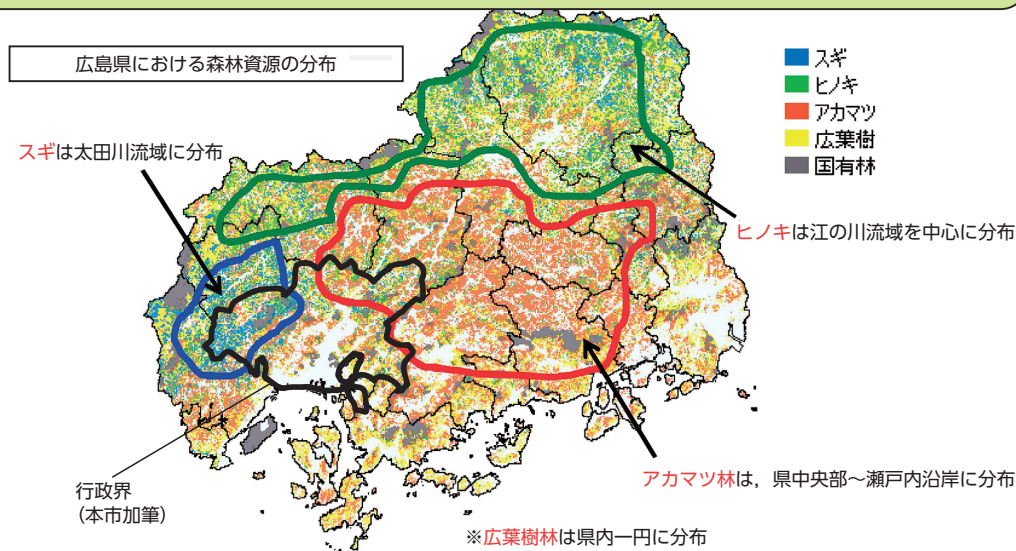 広島県における森林資源の分布
スギ
ヒノキ
アカマツ
広葉樹
国有林
スギは太田川流域に分布
ヒノキは江の川流域を中心に分布
アカマツ林は，県中央部～瀬戸内沿岸に分布
行政界
（本市加筆）
※広葉樹林は県内一円に分布